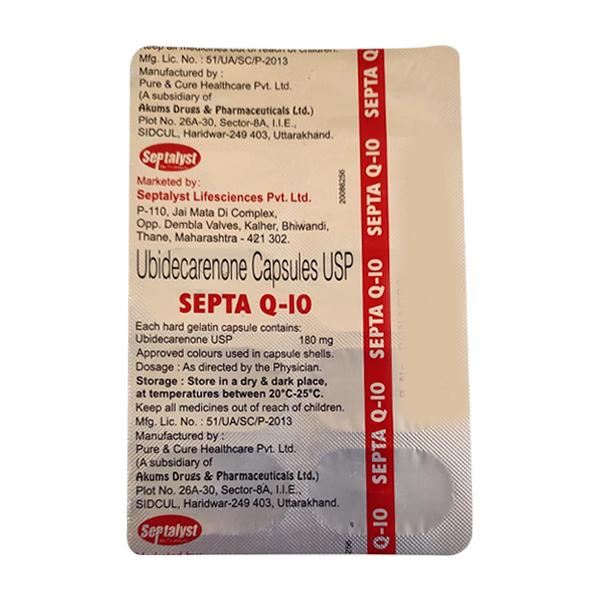 Keep all medicines out of reach of children.
Mfg. Lic. No. : 51/UA/SC/P-2013
Manufactured by :
Pure & Cure Healthcare Pvt. Ltd.
(A subsidiary of
Akums Drugs & Pharmaceuticals Ltd.)
Plot No. 26A-30, Sector-8A, I.I.E.,
SIDCUL, Haridwar-249 403, Uttarakhand.
Septalyst
Marketed by:
Septalyst Lifesciences Pvt. Ltd.
P-110, Jai Mata Di Complex,
Opp. Dembla Valves, Kalher, Bhiwandi,
Thane, Maharashtra - 421 302.
20086256
Ubidecarenone Capsules USP
SEPTA Q-10
Each hard gelatin capsule contains:
Ubidecarenone USP 180 mg
Approved colours used in capsule shells.
Dosage : As directed by the Physician.
Storage : Store in a dry & dark place,
at temperatures between 20°C-25°C.
Keep all medicines out of reach of children.
Mfg. Lic. No. : 51/UA/SC/P-2013
Manufactured by :
Pure & Cure Healthcare Pvt. Ltd.
(A subsidiary of
Akums Drugs & Pharmaceuticals Ltd.)
Plot No. 26A-30, Sector-8A, I.I.E.,
SIDCUL, Haridwar-249 403, Uttarakhand.
Septalyst
Marketed by:
SEPTA Q
SEPTA Q-10
SEPTA Q-10
SEPTA Q-10
Q-10